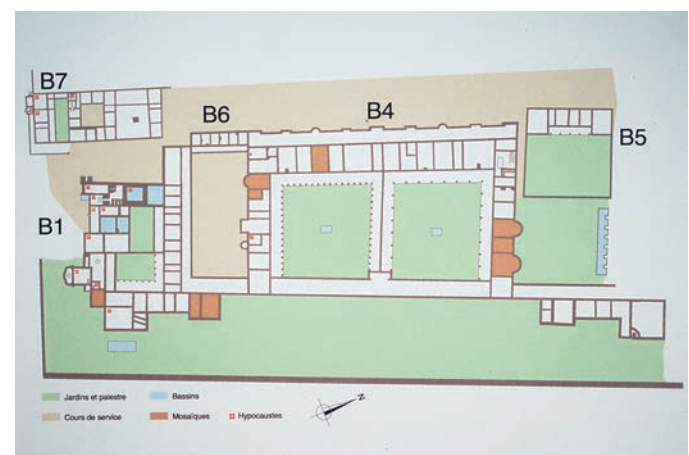 B7
B6
B4
B5
B1
Jardins et palestre
Bassins
Cours de service
Mosaïques
Hypocaustes
N